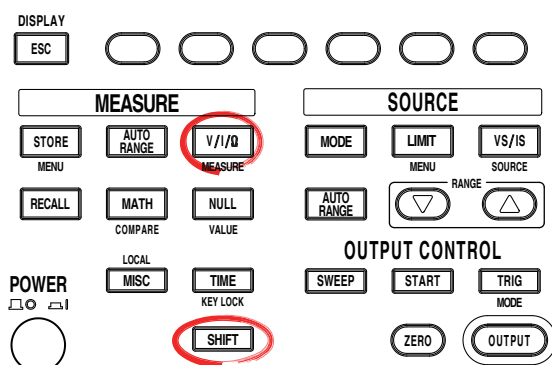 DISPLAY
ESC
MEASURE
SOURCE
STORE
AUTO RANGE
V/I/Ω
MODE
LIMIT
VS/IS
MENU
MEASURE
MENU
SOURCE
RECALL
MATH
NULL
AUTO RANGE
RANGE
COMPARE
VALUE
OUTPUT CONTROL
LOCAL
MISC
TIME
SWEEP
START
TRIG
KEY LOCK
MODE
POWER
SHIFT
ZERO
OUTPUT